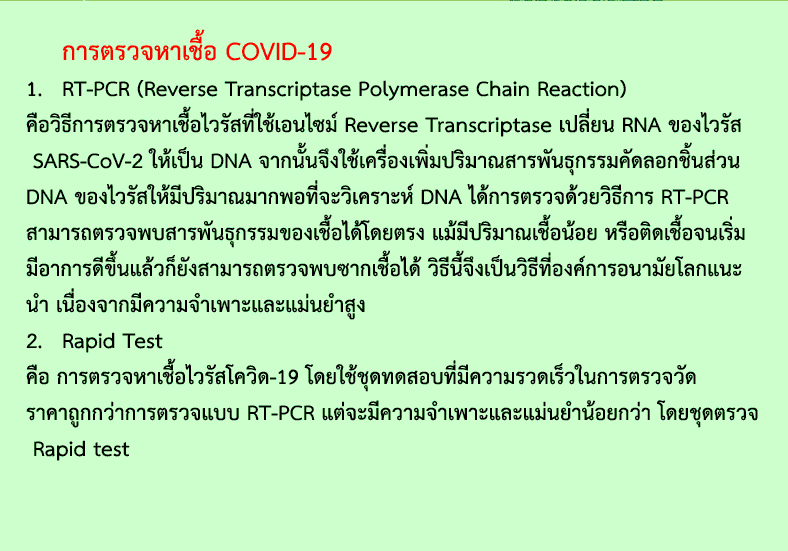 การตรวจหาเชื้อ COVID-19
1. RT-PCR (Reverse Transcriptase Polymerase Chain Reaction)
คือวิธีการตรวจหาเชื้อไวรัสที่ใช้เอนไซม์ Reverse Transcriptase เปลี่ยน RNA ของไวรัส
SARS-CoV-2 ให้เป็น DNA จากนั้นจึงใช้เครื่องเพิ่มปริมาณสารพันธุกรรมคัดลอกชิ้นส่วน
DNA ของไวรัสให้มีปริมาณมากพอที่จะวิเคราะห์ DNA ได้การตรวจด้วยวิธีการ RT-PCR
สามารถตรวจพบสารพันธุกรรมของเชื้อได้โดยตรง แม้มีปริมาณเชื้อน้อย หรือติดเชื้อจนเริ่ม
มีอาการดีขึ้นแล้วก็ยังสามารถตรวจพบซากเชื้อได้ วิธีนี้จึงเป็นวิธีที่องค์การอนามัยโลกแนะ
นำ เนื่องจากมีความจำเพาะและแม่นยำสูง
2. Rapid Test
คือ การตรวจหาเชื้อไวรัสโควิด-19 โดยใช้ชุดทดสอบที่มีความรวดเร็วในการตรวจวัด
ราคาถูกกว่าการตรวจแบบ RT-PCR แต่จะมีความจำเพาะและแม่นยำน้อยกว่า โดยชุดตรวจ
Rapid test